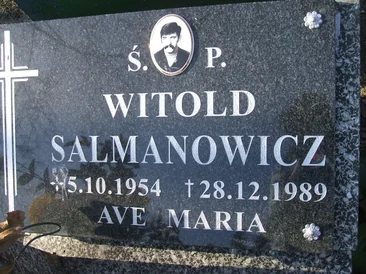 Ś. P.
WITOLD
SALMANOWICZ
5.10.1954 †28.12.1989
AVE MARIA